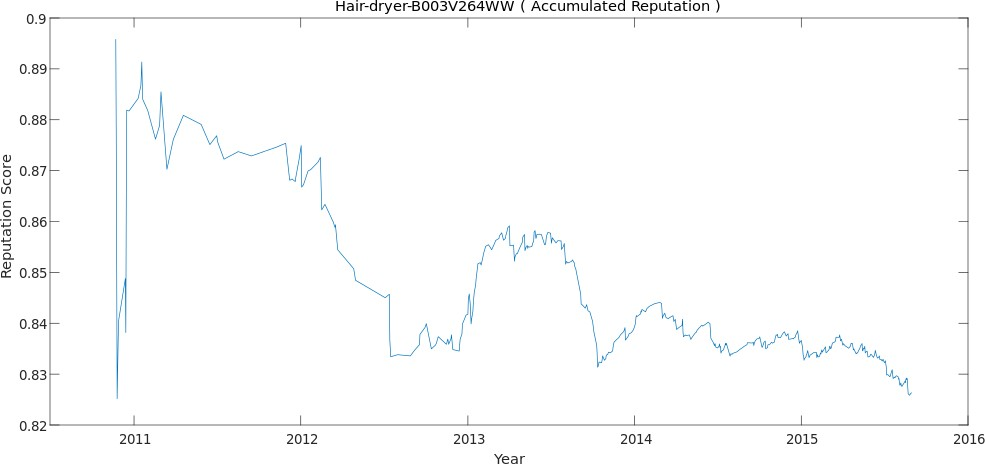 Hair-dryer-B003V264WW ( Accumulated Reputation )
0.9
0.89
0.88
0.87
0.86
0.85
0.84
0.83
0.82
Reputation Score
2011 2012 2013 2014 2015 2016
Year